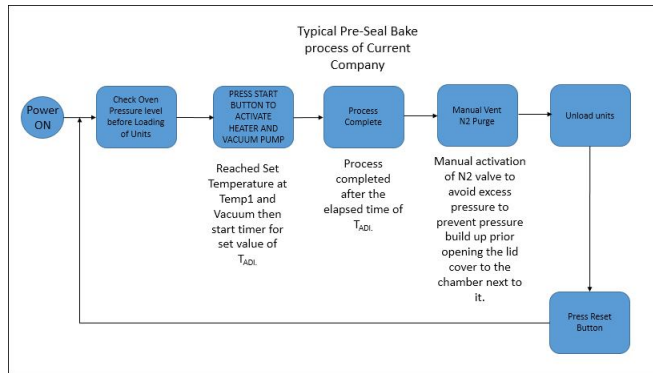 Typical Pre-Seal Bake
process of Current
Company
Power
ON
Check Oven
Pressure level
before Loading
of Units
PRESS START
BUTTON TO
ACTIVATE
HEATER AND
VACUUM PUMP
Process
Complete
Manual Vent
N2 Purge
Unload units
Reached Set
Temperature at
Temp1 and
Vacuum then
start timer for
set value of
TADI.
Process
completed
after the
elapsed time of
TADI.
Manual activation
of N2 valve to
avoid excess
pressure to
prevent pressure
build up prior
opening the lid
cover to the
chamber next to
it.
Press Reset
Button